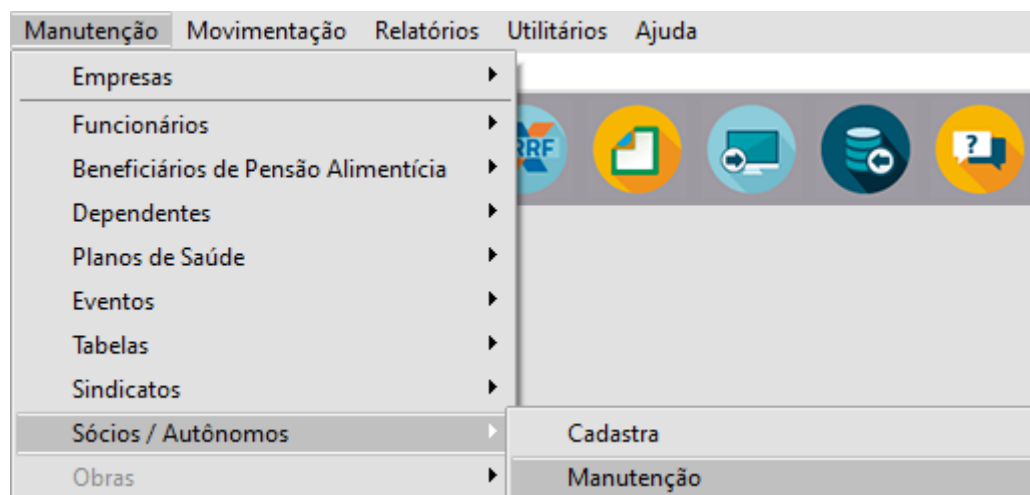 Manutenção Movimentação Relatórios Utilitários Ajuda
Empresas
Funcionários
Beneficiários de Pensão Alimentícia
Dependentes
Planos de Saúde
Eventos
Tabelas
Sindicatos
Sócios / Autônomos
Obras
RRF
?
Cadastra
Manutenção